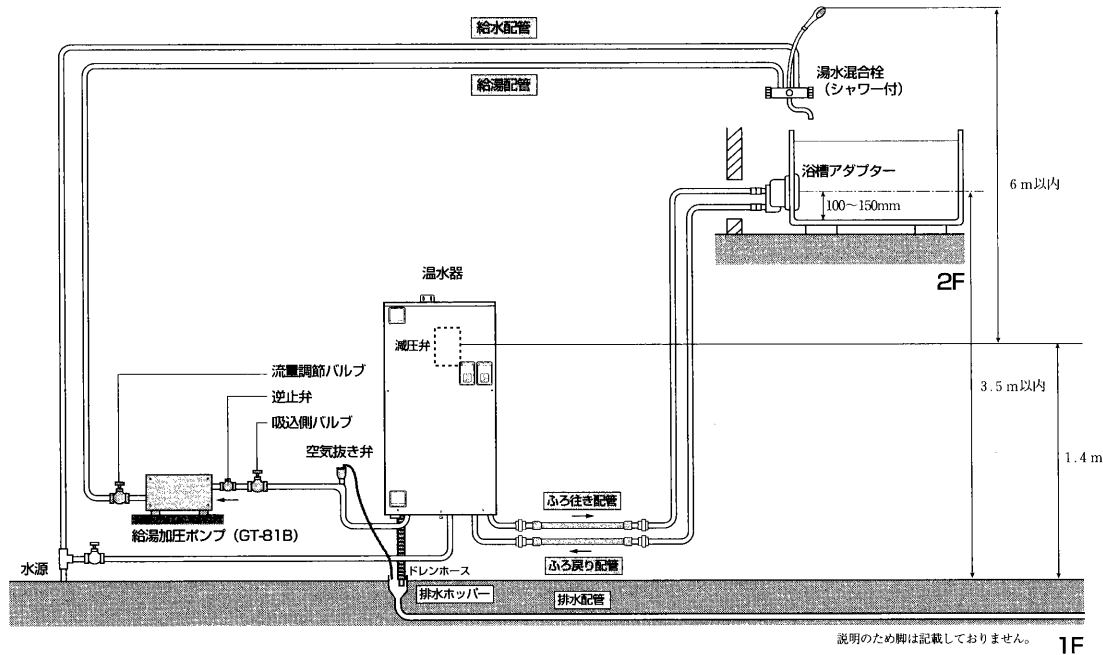 給水配管
給湯配管
湯水混合栓
(シャワー付)
浴槽アダプター
6m以内
100～150mm
2F
温水器
減圧弁
流量調節バルブ
逆止弁
吸込側バルブ
空気抜き弁
3.5m以内
1.4m
ふろ往き配管
給湯加圧ポンプ（GT-81B）
ふろ戻り配管
水源
ドレンホース
排水ホッパー
排水配管
説明のため脚は記載しておりません。
1F